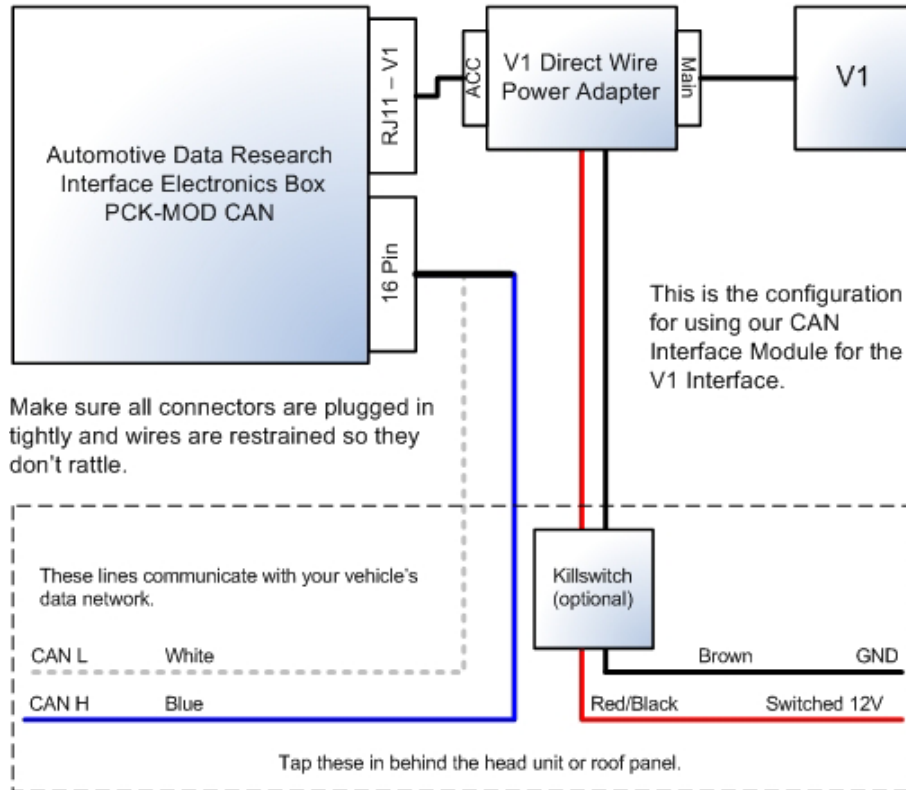 Automotive Data Research
Interface Electronics Box
PCK-MOD CAN
RJ11 – V1
16 Pin
ACC
V1 Direct Wire
Power Adapter
Main
V1
This is the configuration
for using our CAN
Interface Module for the
V1 Interface.
Make sure all connectors are plugged in
tightly and wires are restrained so they
don't rattle.
These lines communicate with your vehicle's
data network.
Killswitch
(optional)
CAN L White
Brown GND
CAN H Blue
Red/Black Switched 12V
Tap these in behind the head unit or roof panel.